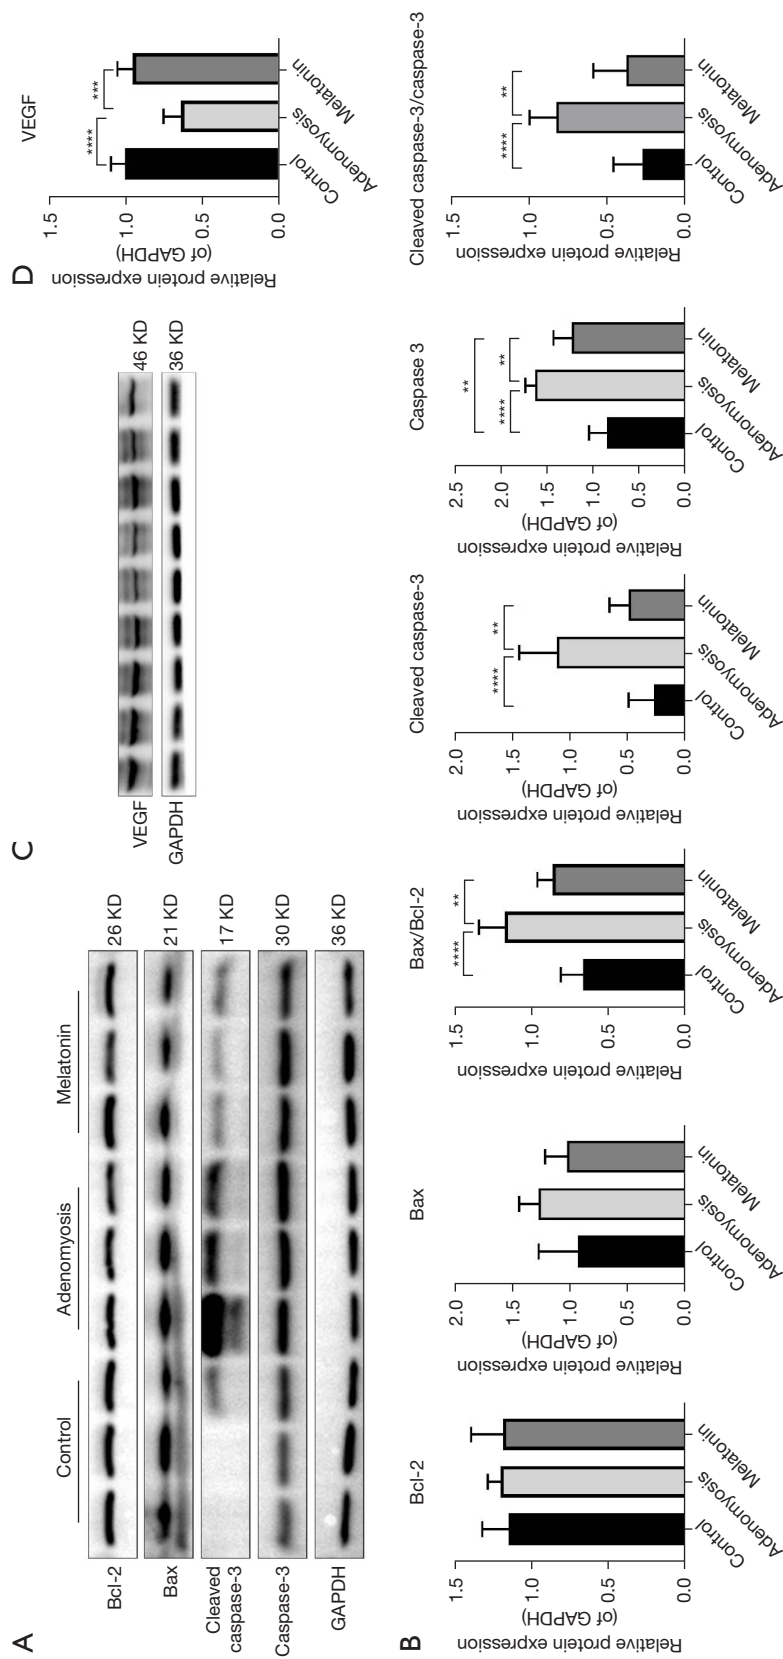 A
Control
Adenomyosis
Melatonin
Bcl-2
26 KD
Bax
21 KD
Cleaved
caspase-3
17 KD
Caspase-3
30 KD
GAPDH
36 KD
C
VEGF
46 KD
GAPDH
36 KD
D
VEGF
Relative protein expression
(of GAPDH)
1.5
1.0
0.5
0.0
****
***
Control
Adenomyosis
Melatonin
B
Bcl-2
Relative protein expression
(of GAPDH)
1.5
1.0
0.5
0.0
Control
Adenomyosis
Melatonin
Bax
Relative protein expression
(of GAPDH)
2.0
1.5
1.0
0.5
0.0
Control
Adenomyosis
Melatonin
Bax/Bcl-2
Relative protein expression
1.5
1.0
0.5
0.0
****
**
Control
Adenomyosis
Melatonin
Cleaved caspase-3
Relative protein expression
(of GAPDH)
2.0
1.5
1.0
0.5
0.0
****
**
Control
Adenomyosis
Melatonin
Caspase 3
Relative protein expression
(of GAPDH)
2.5
2.0
1.5
1.0
0.5
0.0
**
****
**
Control
Adenomyosis
Melatonin
Cleaved caspase-3/caspase-3
Relative protein expression
1.5
1.0
0.5
0.0
****
**
Control
Adenomyosis
Melatonin